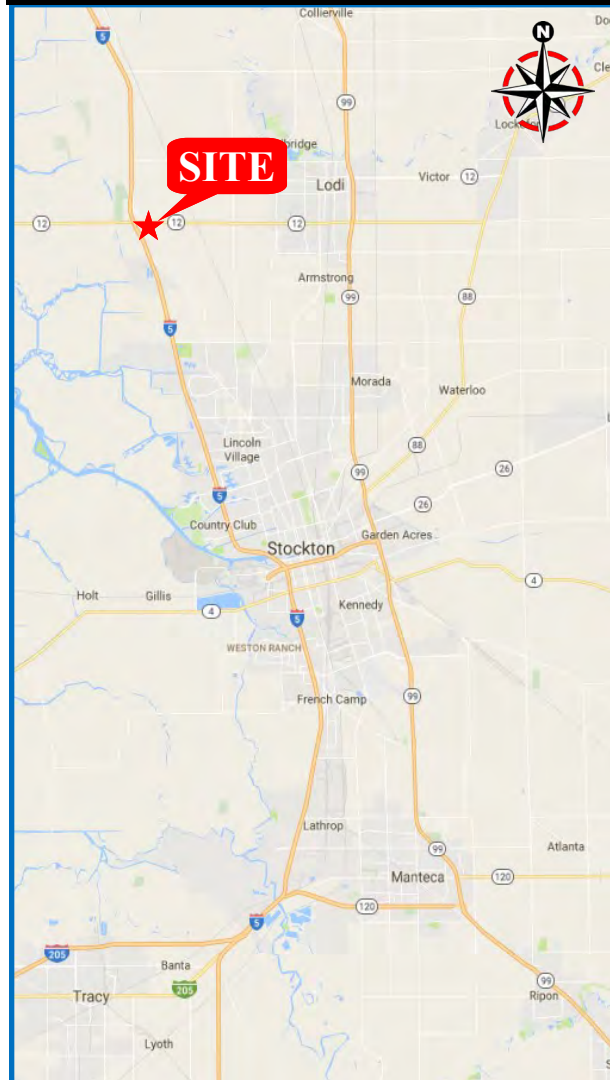 Collierville
5
N
99
SITE
Lodi
Victor
12
12
12
12
Armstrong
99
88
5
Morada
Waterloo
Lincoln
Village
88
99
26
5
26
Country Club
Garden Acres
Stockton
4
Holt
Gillis
4
Kennedy
5
WESTON RANCH
99
French Camp
Lathrop
99
Atlanta
Manteca
120
120
5
205
Banta
99
205
Tracy
Ripon
Lyoth